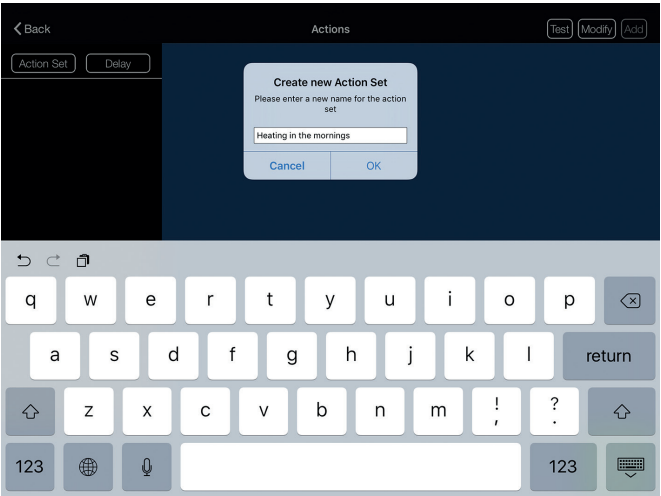 Back Actions Test Modify Add
Action Set Delay
Create new Action Set
Please enter a new name for the action
set
Heating in the mornings
Cancel OK
q w e r t y u i o p
a s d f g h j k l return
z x c v b n m ! , ? .
123 123